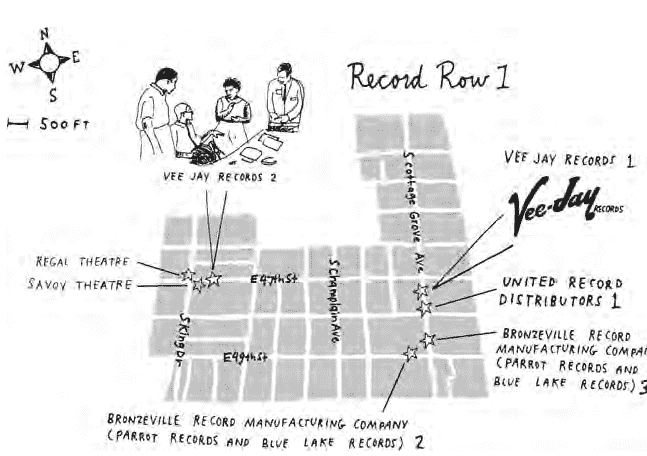 N
W E
S
500 FT
Record Row 1
VEE JAY RECORDS 2
VEE JAY RECORDS 1
Vee-Jay RECORDS
S Cottage Grove Ave
REGAL THEATRE
SAVOY THEATRE
E 47th St
S Champlain Ave
S King Dr
E 49th St
UNITED RECORD
DISTRIBUTORS 1
BRONZEVILLE RECORD
MANUFACTURING COMPA
(PARROT RECORDS AND
BLUE LAKE RECORDS) 3
BRONZEVILLE RECORD MANUFACTURING COMPANY
(PARROT RECORDS AND BLUE LAKE RECORDS) 2